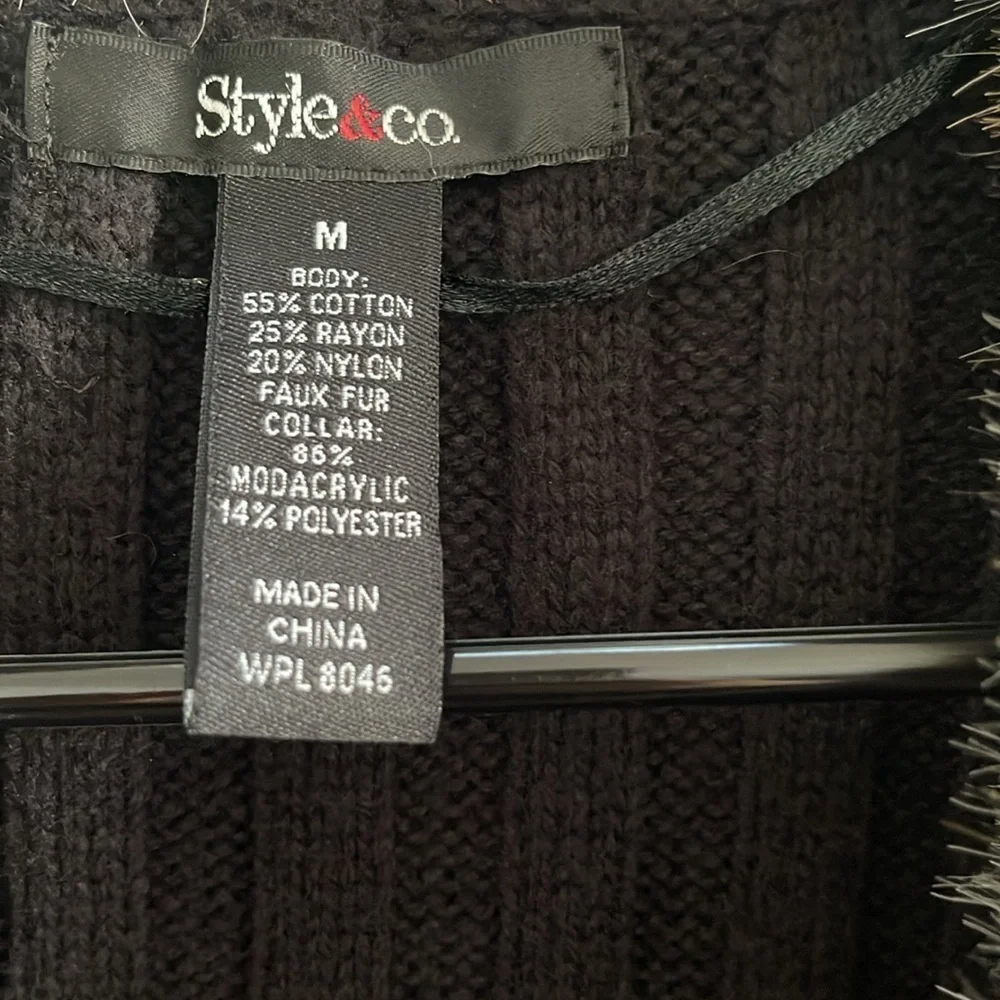 Style&co.
M
BODY:
55% COTTON
25% RAYON
20% NYLON
FAUX FUR
COLLAR:
86%
MODACRYLIC
14% POLYESTER
MADE IN
CHINA
WPL 8046